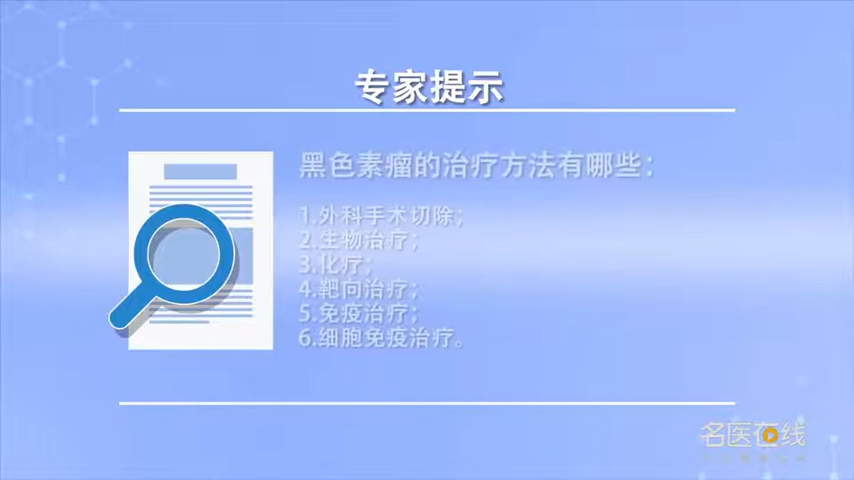 专家提示
黑色素瘤的治疗方法有哪些：
1.外科手术切除；
2.生物治疗；
3.化疗；
4.靶向治疗；
5.免疫治疗；
6.细胞免疫治疗。
名医在线